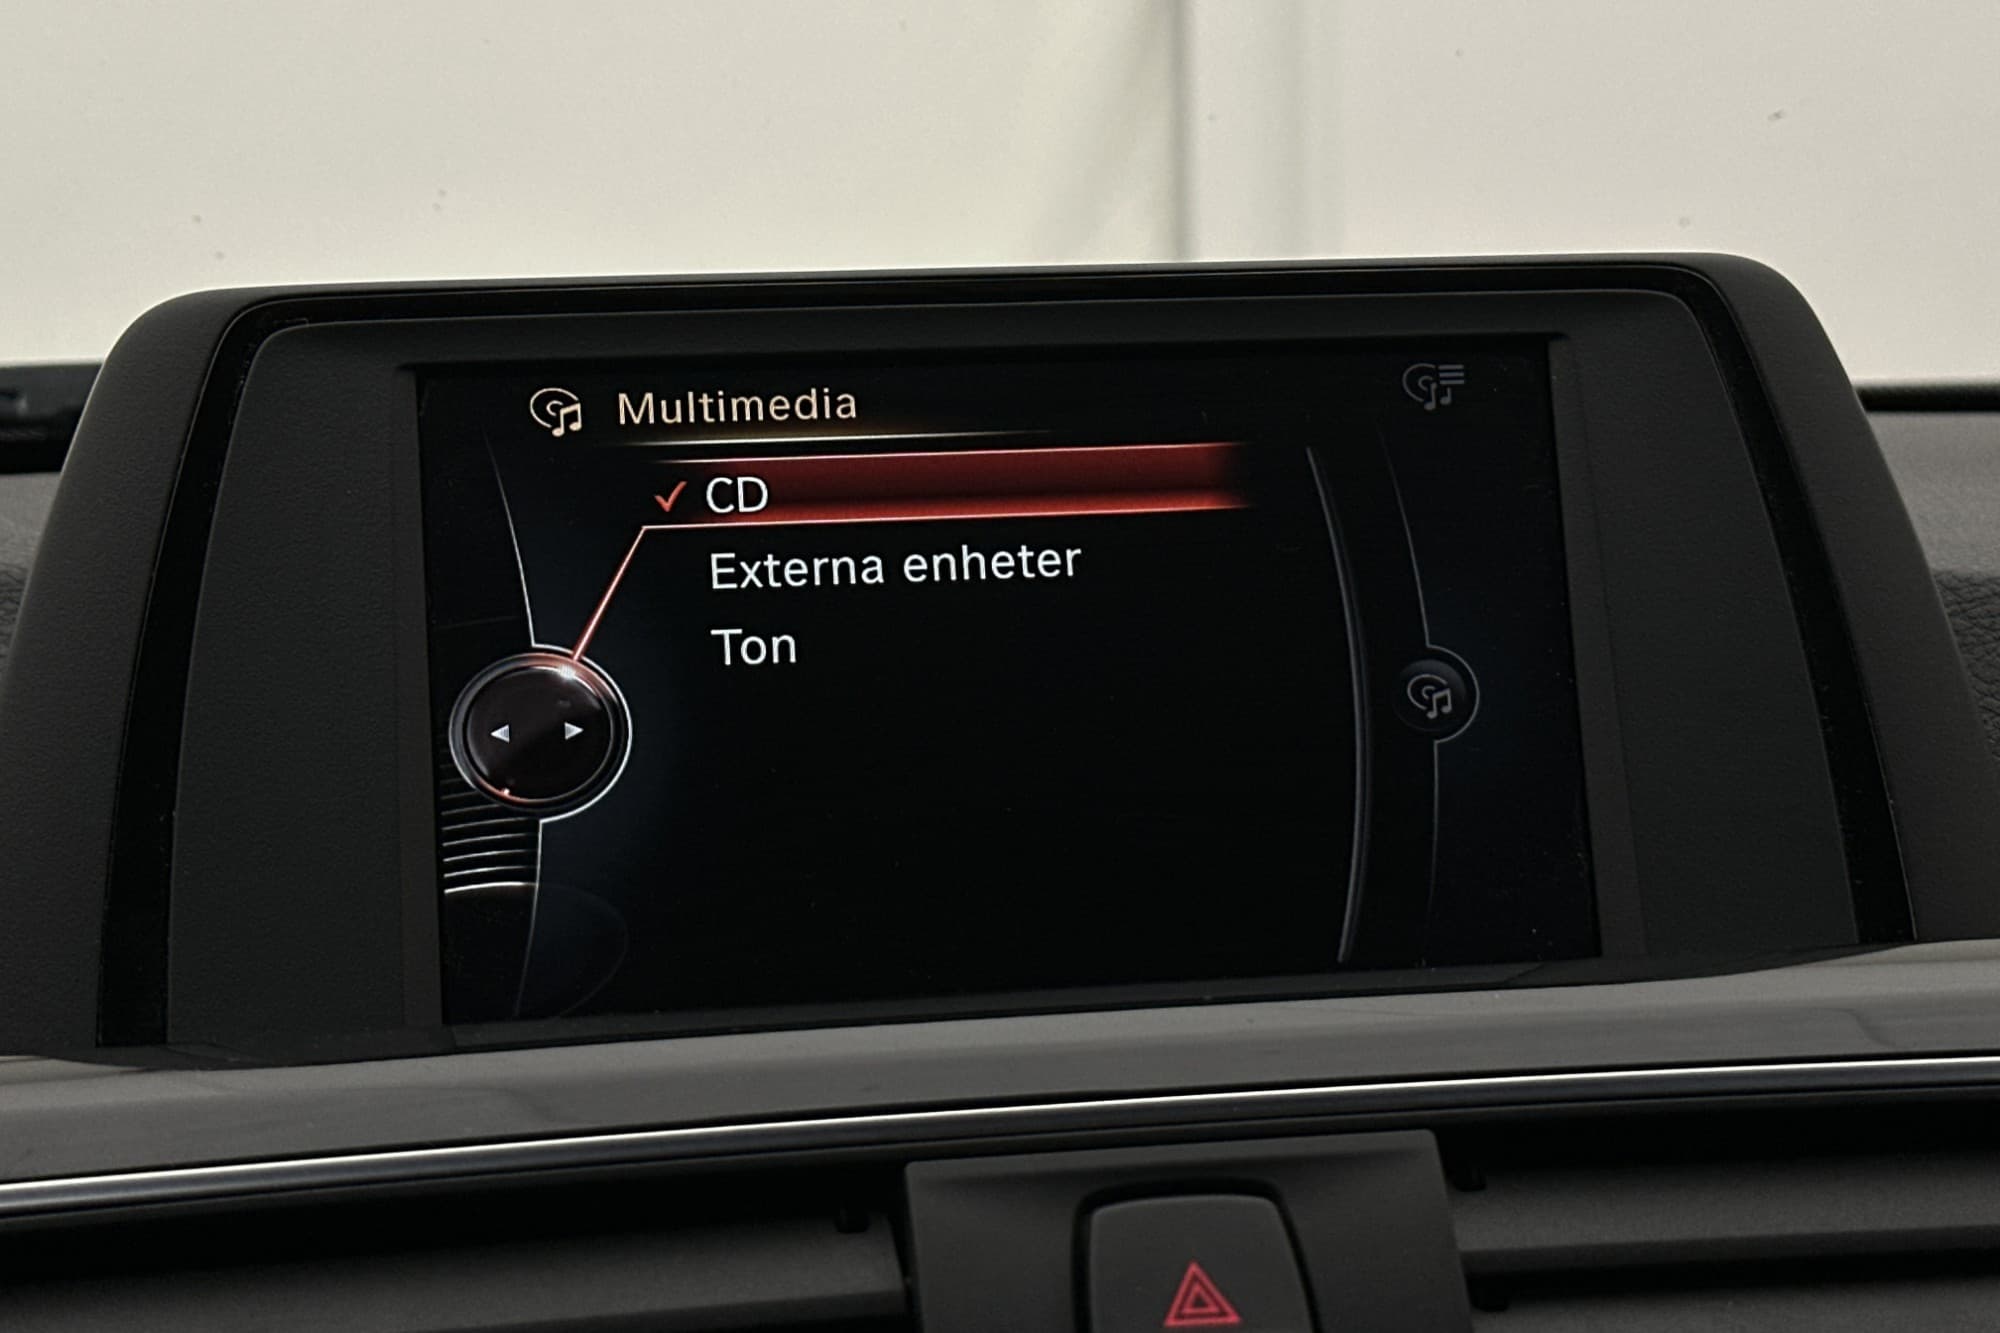 Multimedia
CD
Externa enheter
Ton